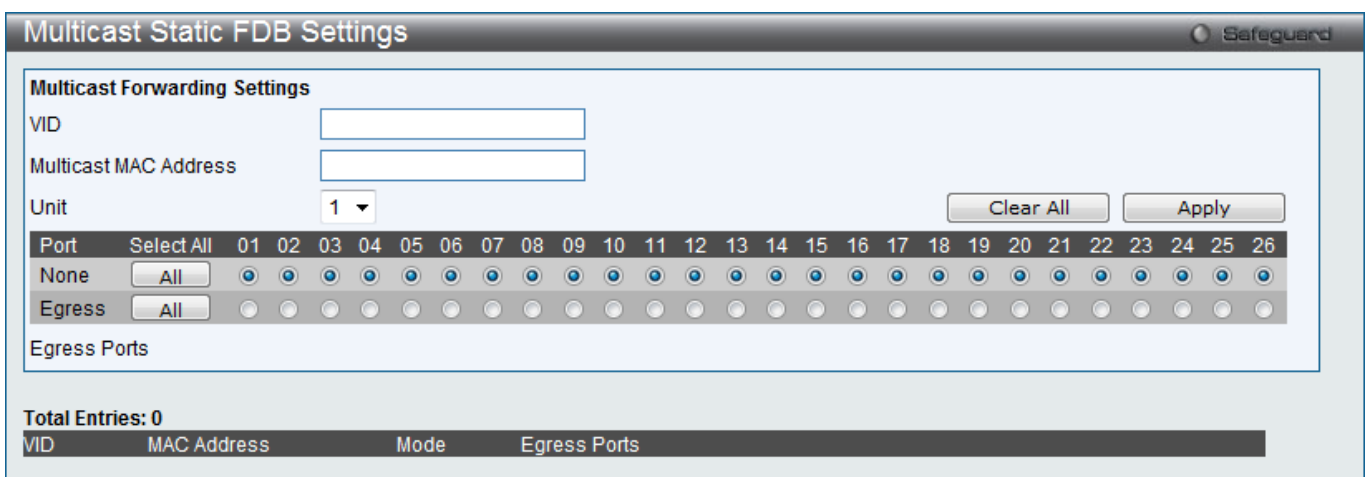 Multicast Static FDB Settings Safeguard
Multicast Forwarding Settings
VID
Multicast MAC Address
Unit 1 Clear All Apply
Port Select All 01 02 03 04 05 06 07 08 09 10 11 12 13 14 15 16 17 18 19 20 21 22 23 24 25 26
None All
Egress All
Egress Ports
Total Entries: 0
VID MAC Address Mode Egress Ports